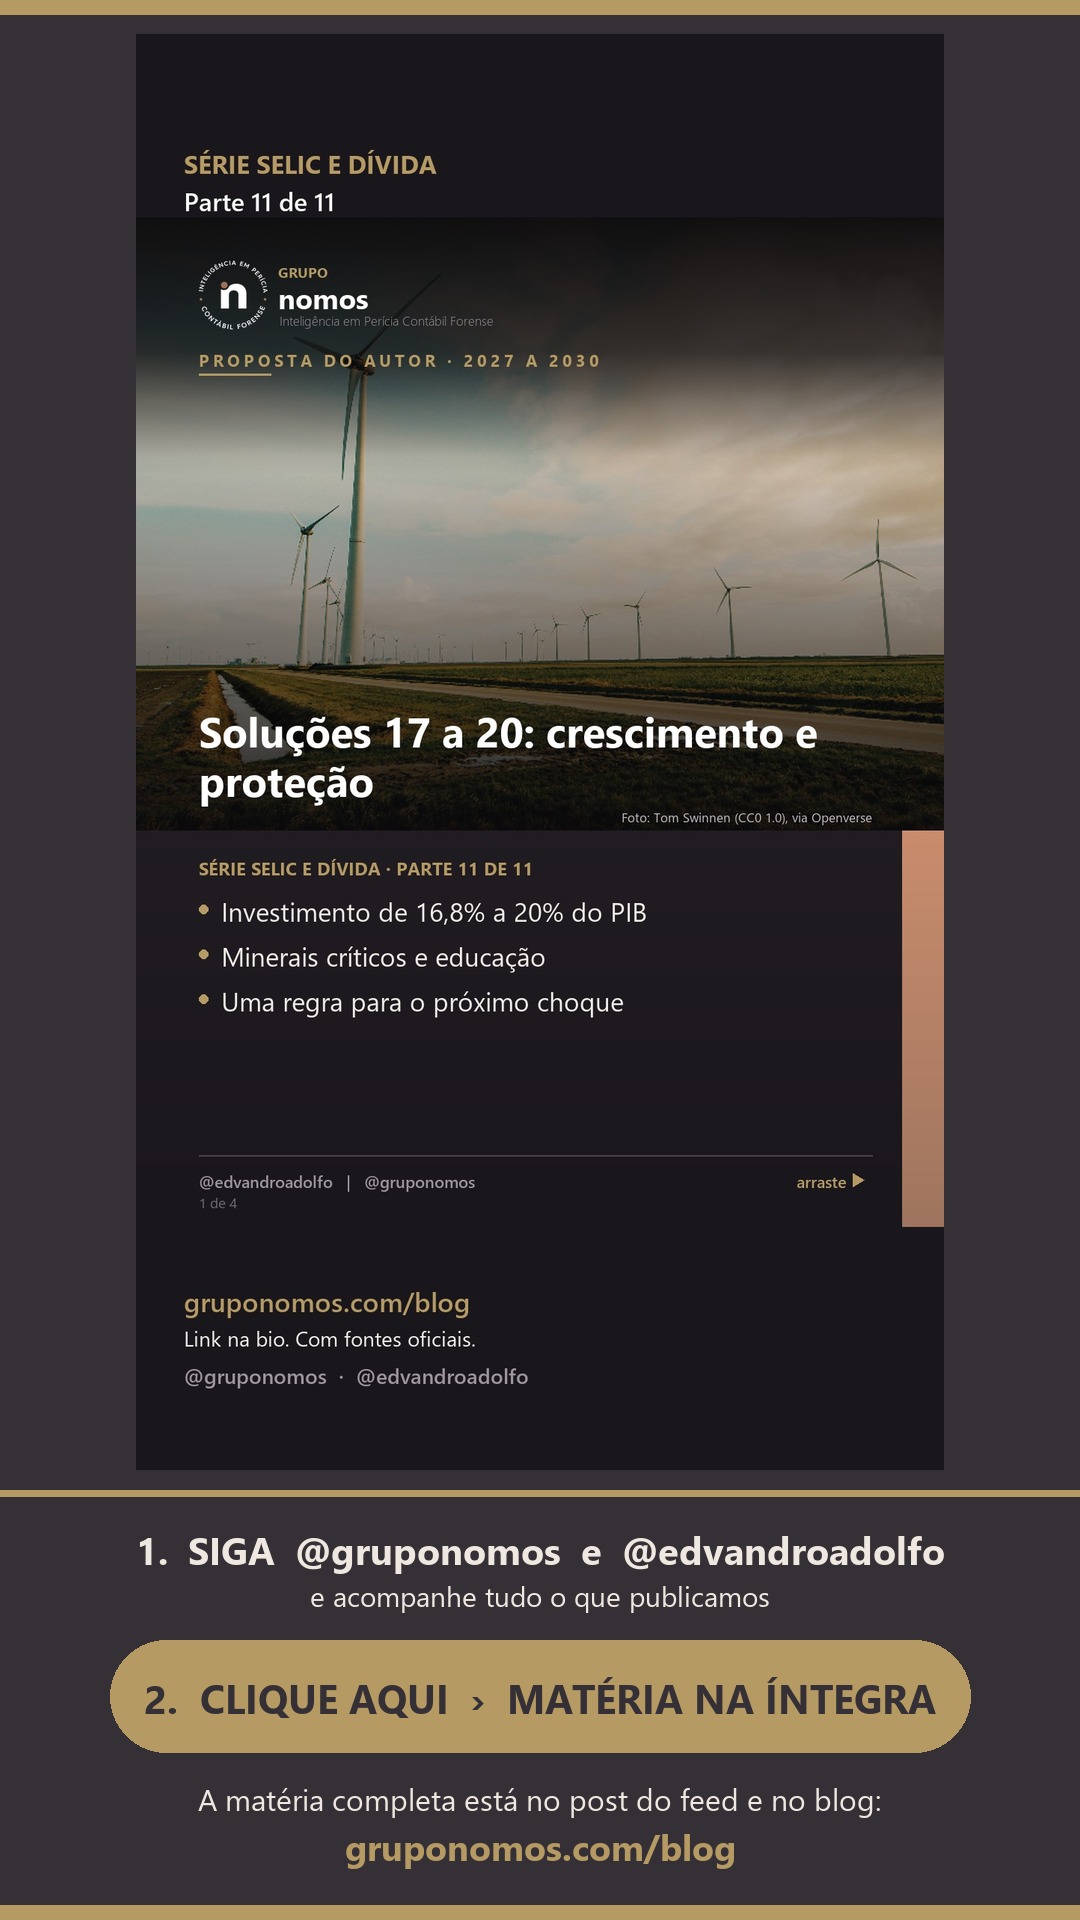 SÉRIE SELIC E DÍVIDA
Parte 11 de 11
INTELIGÊNCIA EM PERÍCIA CONTÁBIL FORENSE
n
GRUPO
nomos
Inteligência em Perícia Contábil Forense
PROPOSTA DO AUTOR · 2027 A 2030
Soluções 17 a 20: crescimento e
proteção
Foto: Tom Swinnen (CC0 1.0), via Openverse
SÉRIE SELIC E DÍVIDA · PARTE 11 DE 11
• Investimento de 16,8% a 20% do PIB
• Minerais críticos e educação
• Uma regra para o próximo choque
@edvandroadolfo | @gruponomos
arraste ▶
1 de 4
gruponomos.com/blog
Link na bio. Com fontes oficiais.
@gruponomos · @edvandroadolfo
1. SIGA @gruponomos e @edvandroadolfo
e acompanhe tudo o que publicamos
2. CLIQUE AQUI › MATÉRIA NA ÍNTEGRA
A matéria completa está no post do feed e no blog:
gruponomos.com/blog